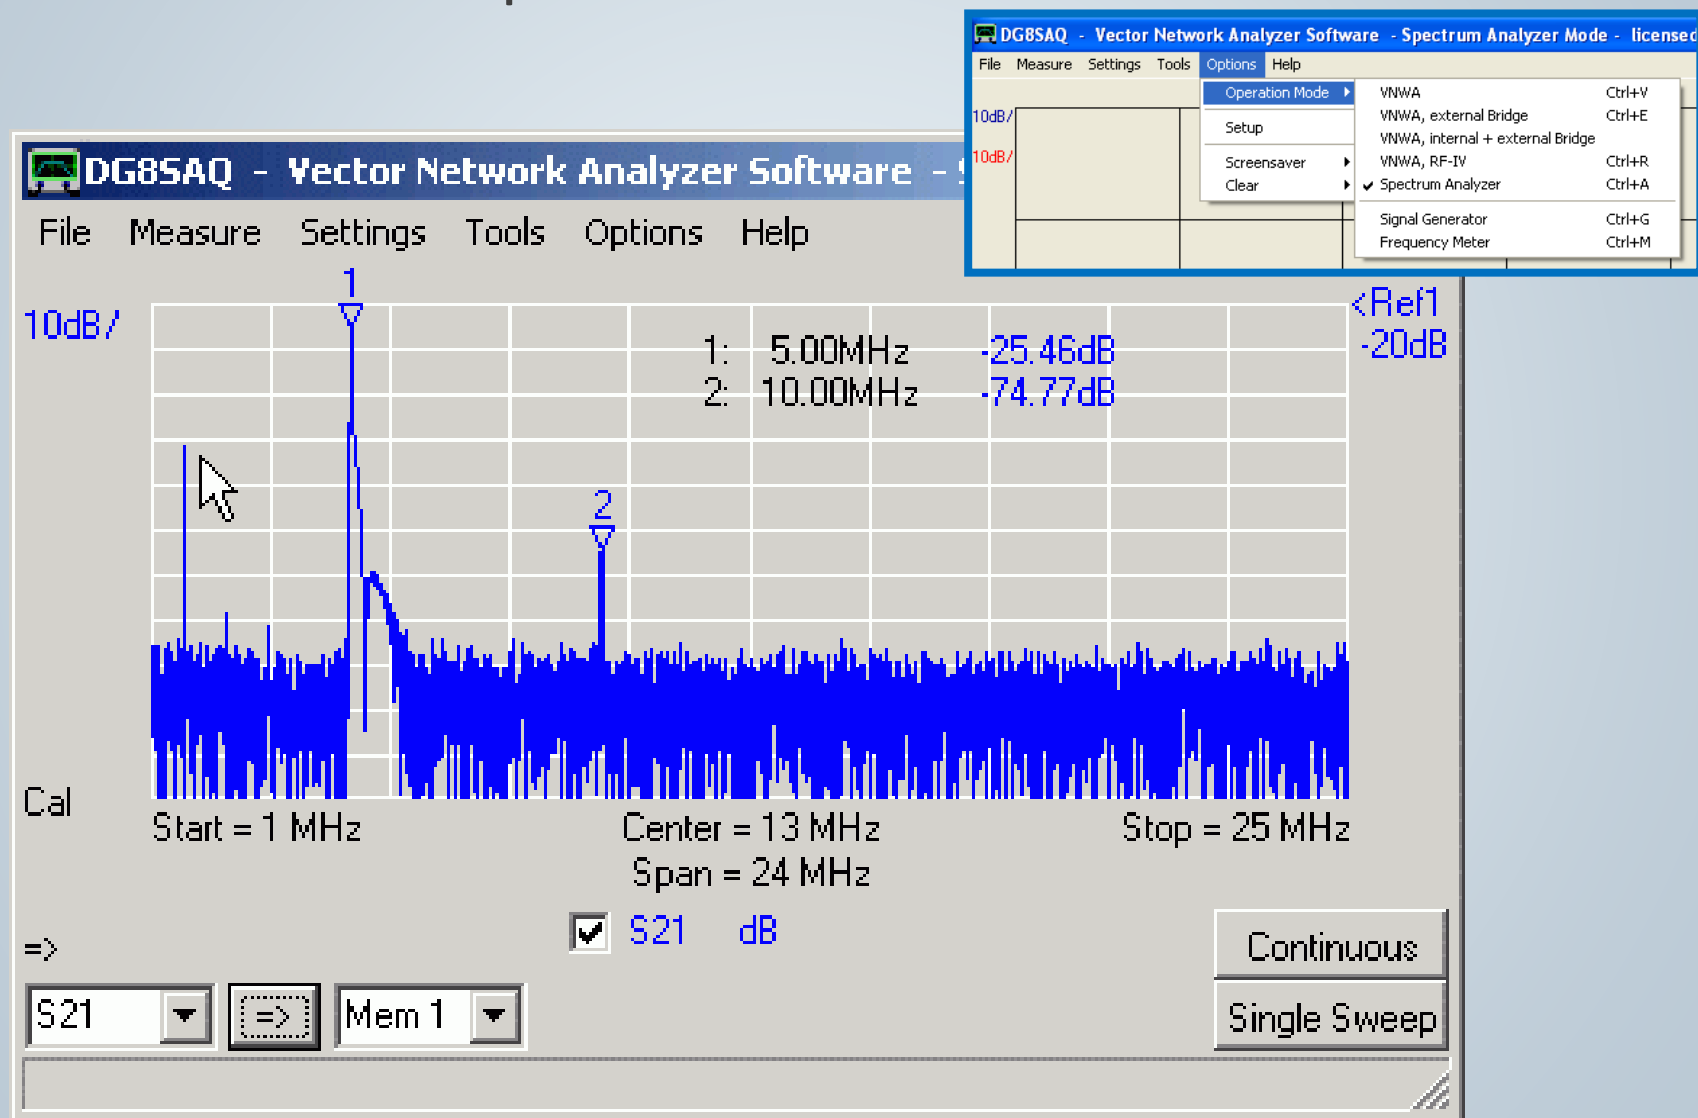 DG8SAQ - Vector Network Analyzer Software - Spectrum Analyzer Mode - licensed
File Measure Settings Tools Options Help
Operation Mode
Setup
Screensaver
Clear
VNWA Ctrl+V
VNWA, external Bridge Ctrl+E
VNWA, internal + external Bridge
VNWA, RF-IV Ctrl+R
Spectrum Analyzer Ctrl+A
Signal Generator Ctrl+G
Frequency Meter Ctrl+M
10dB/
10dB/
DG8SAQ - Vector Network Analyzer Software -
File Measure Settings Tools Options Help
1
10dB/
<Ref1
-20dB
1: 5.00MHz -25.46dB
2: 10.00MHz -74.77dB
2
Cal
Start = 1 MHz Center = 13 MHz Stop = 25 MHz
Span = 24 MHz
S21 dB
=>
Continuous
S21 => Mem 1
Single Sweep